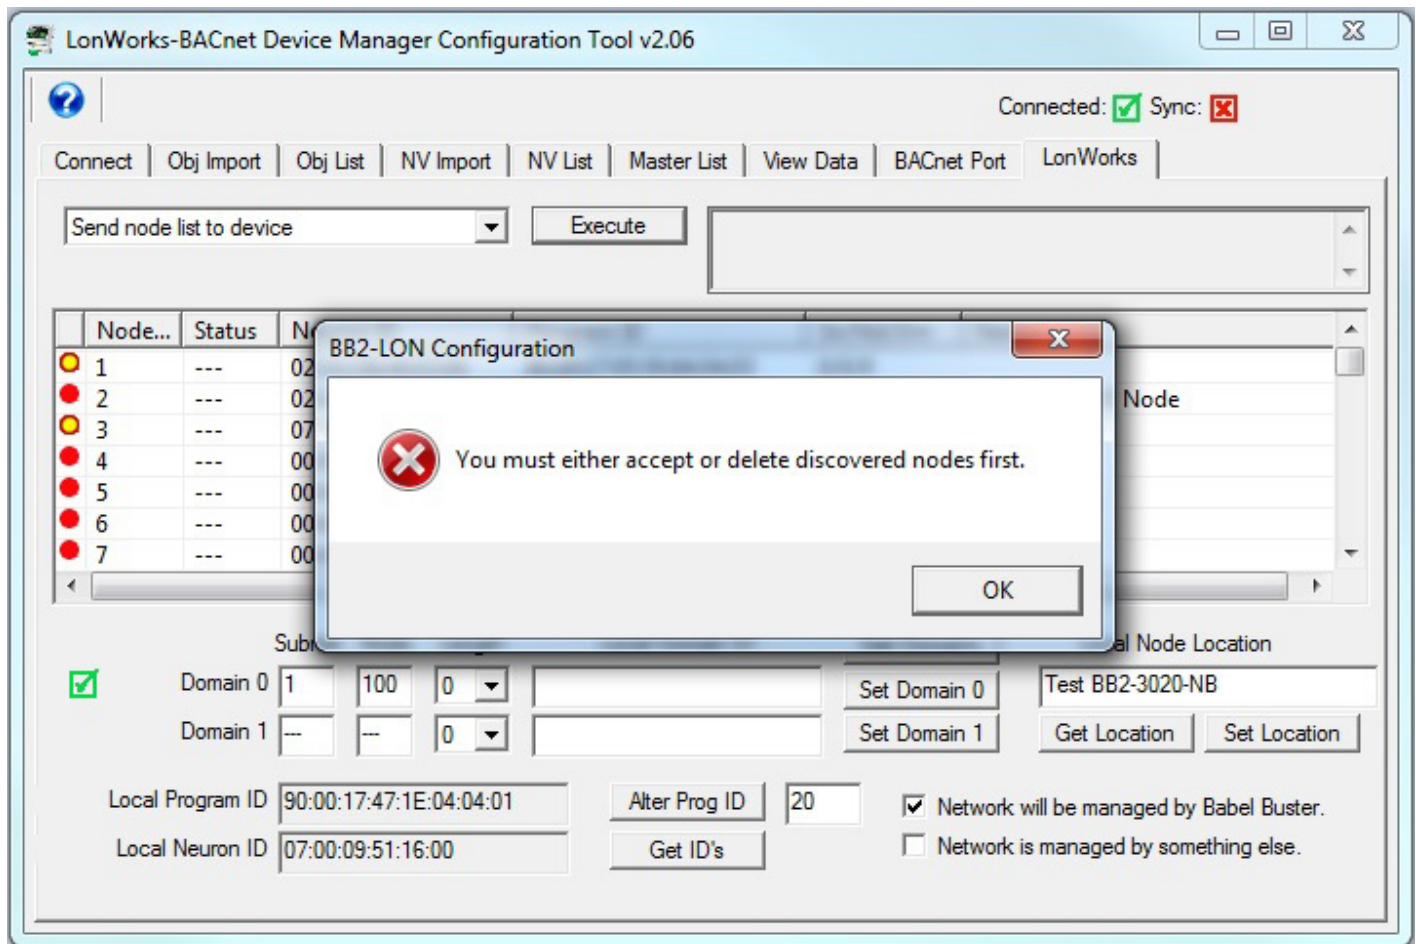 LonWorks-BACnet Device Manager Configuration Tool v2.06
Connected: Sync:
Connect Obj Import Obj List NV Import NV List Master List View Data BACnet Port LonWorks
Send node list to device Execute
Node... Status
BB2-LON Configuration
1 --- 02
2 --- 02 Node
3 --- 07
You must either accept or delete discovered nodes first.
4 --- 00
5 --- 00
6 --- 00
7 --- 00
OK
Node Location
Domain 0 1 100 0 Set Domain 0 Test BB2-3020-NB
Domain 1 --- --- 0 Set Domain 1 Get Location Set Location
Local Program ID 90:00:17:47:1E:04:04:01 Alter Prog ID 20 Network will be managed by Babel Buster.
Local Neuron ID 07:00:09:51:16:00 Get ID's Network is managed by something else.